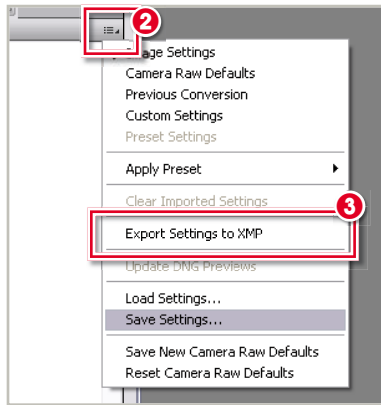 2
age Settings
Camera Raw Defaults
Previous Conversion
Custom Settings
Preset Settings
Apply Preset
Clear Imported Settings
3
Export Settings to XMP
Update DNG Previews
Load Settings...
Save Settings...
Save New Camera Raw Defaults
Reset Camera Raw Defaults